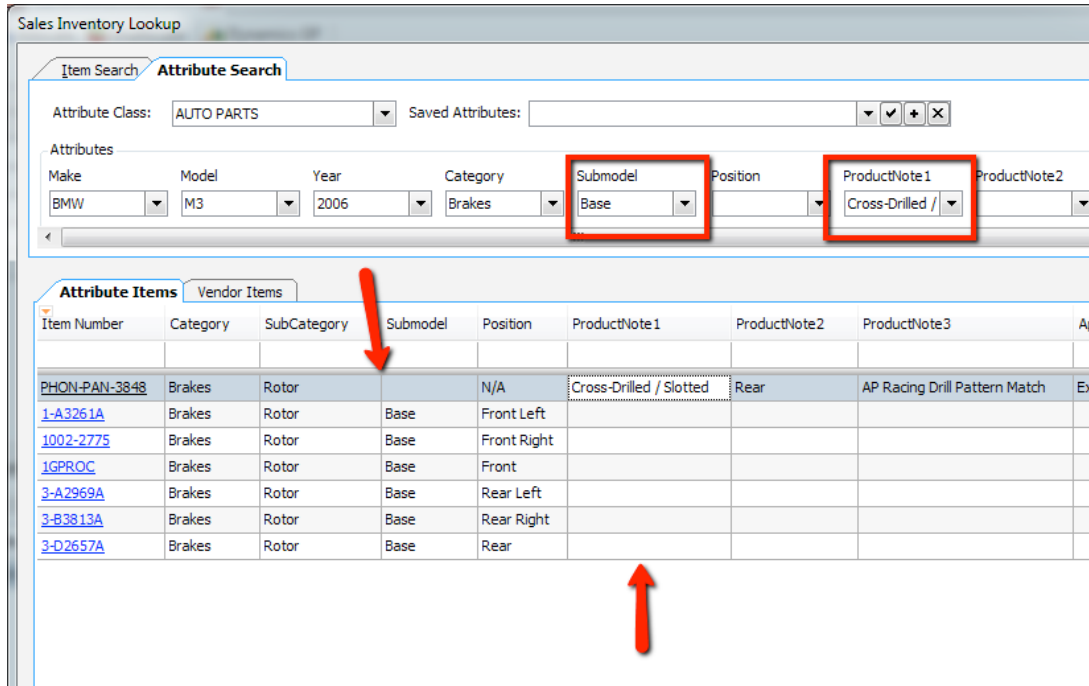 Sales Inventory Lookup
Item Search Attribute Search
Attribute Class: AUTO PARTS Saved Attributes:
Attributes
Make Model Year Category Submodel Position ProductNote1 ProductNote2
BMW M3 2006 Brakes Base Cross-Drilled /
Attribute Items Vendor Items
Item Number Category SubCategory Submodel Position ProductNote1 ProductNote2 ProductNote3
PHON-PAN-3848 Brakes Rotor N/A Cross-Drilled / Slotted Rear AP Racing Drill Pattern Match Ex
1-A3261A Brakes Rotor Base Front Left
1002-2775 Brakes Rotor Base Front Right
1GPROC Brakes Rotor Base Front
3-A2969A Brakes Rotor Base Rear Left
3-B3813A Brakes Rotor Base Rear Right
3-D2657A Brakes Rotor Base Rear